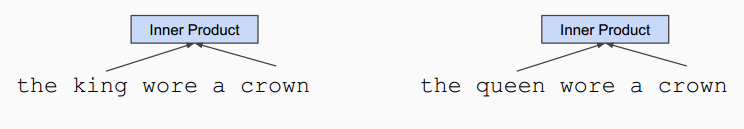 Inner Product
the king wore a crown
Inner Product
the queen wore a crown